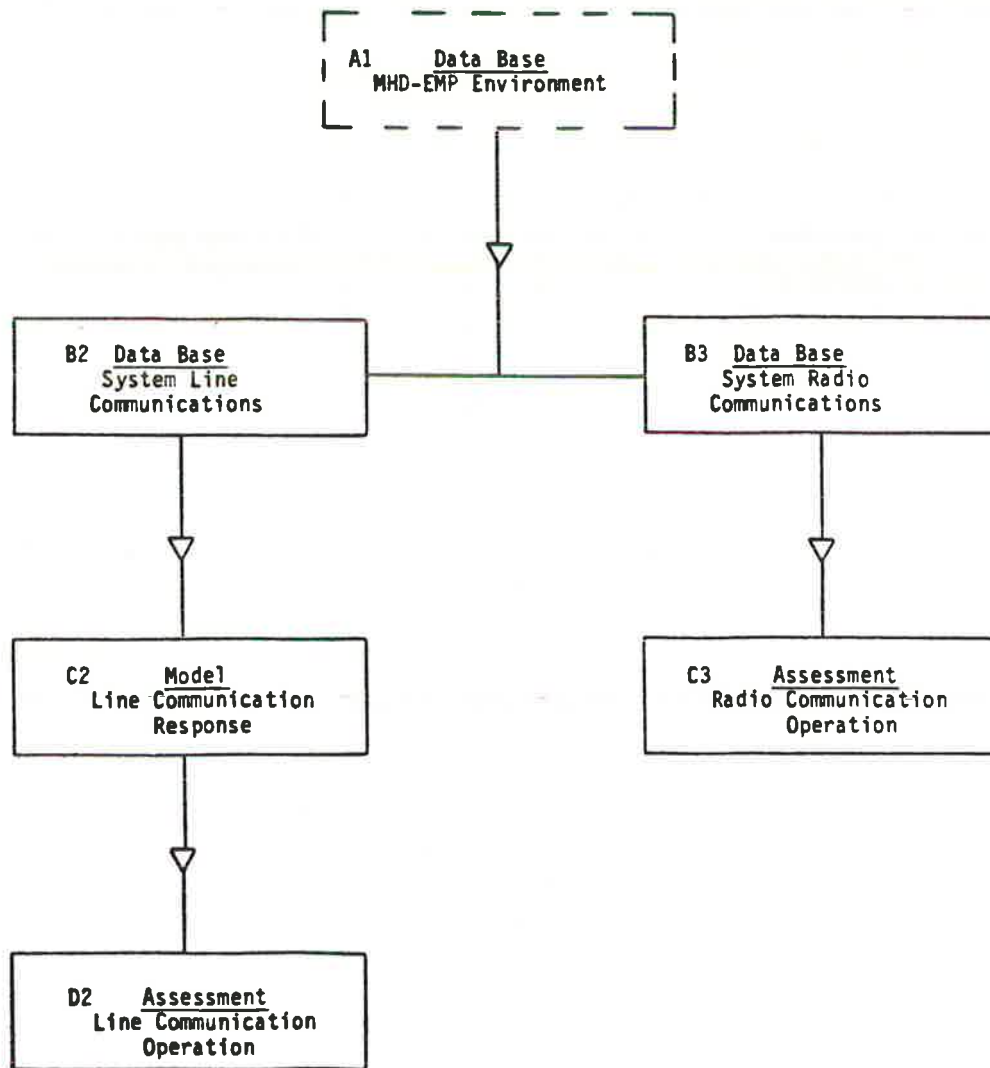 A1 Data Base
MHD-EMP Environment
B2 Data Base
System Line
Communications
B3 Data Base
System Radio
Communications
C2 Model
Line Communication
Response
C3 Assessment
Radio Communication
Operation
D2 Assessment
Line Communication
Operation